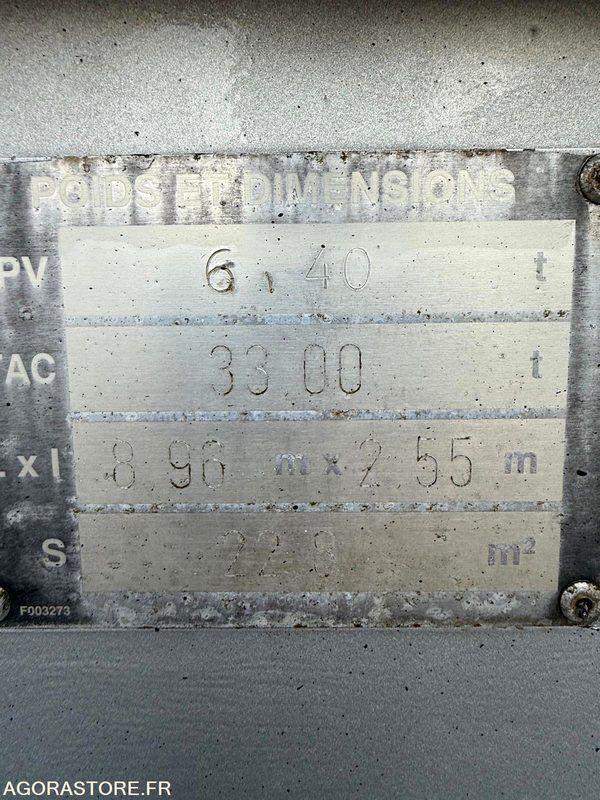 POIDS ET DIMENSIONS
PV 6,40 t
TAC 33 00 t
x l 8 96 m x 2 55 m
S 22 8 m²
F003273
AGORASTORE.FR